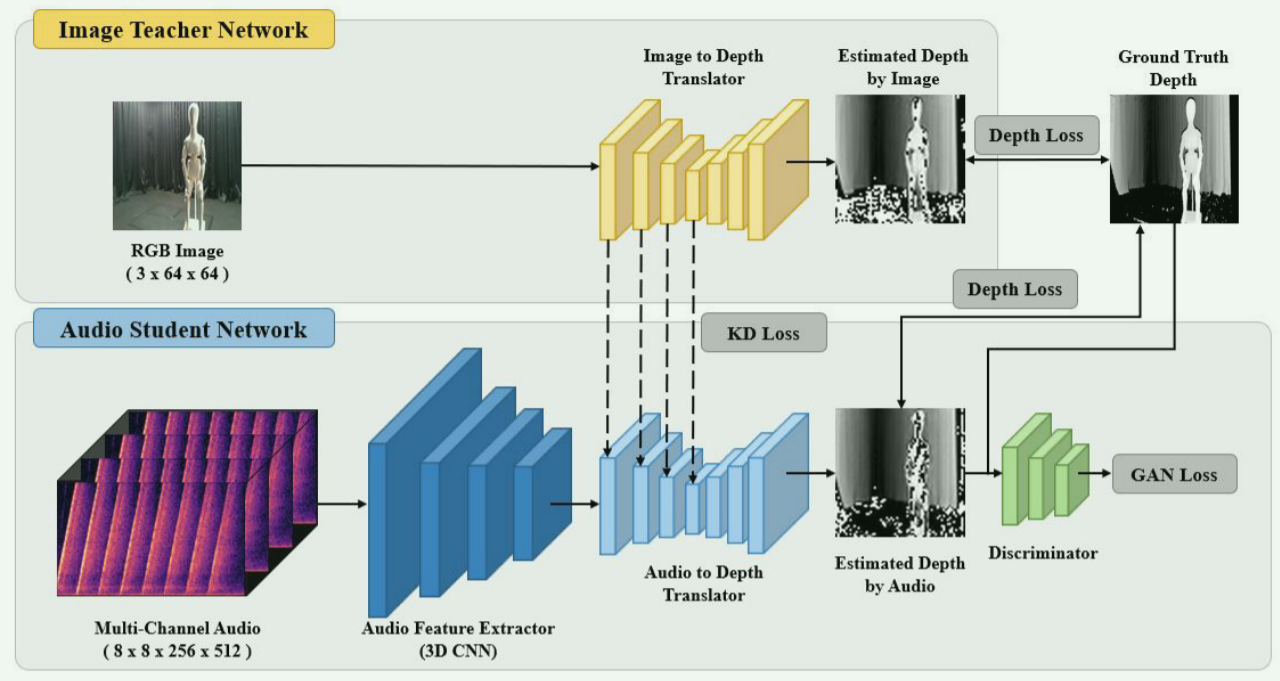 Image Teacher Network
Image to Depth
Translator
Estimated Depth
by Image
Ground Truth
Depth
Depth Loss
RGB Image
( 3 x 64 x 64 )
Depth Loss
Audio Student Network
KD Loss
GAN Loss
Discriminator
Estimated Depth
by Audio
Audio to Depth
Translator
Multi-Channel Audio
( 8 x 8 x 256 x 512 )
Audio Feature Extractor
(3D CNN)